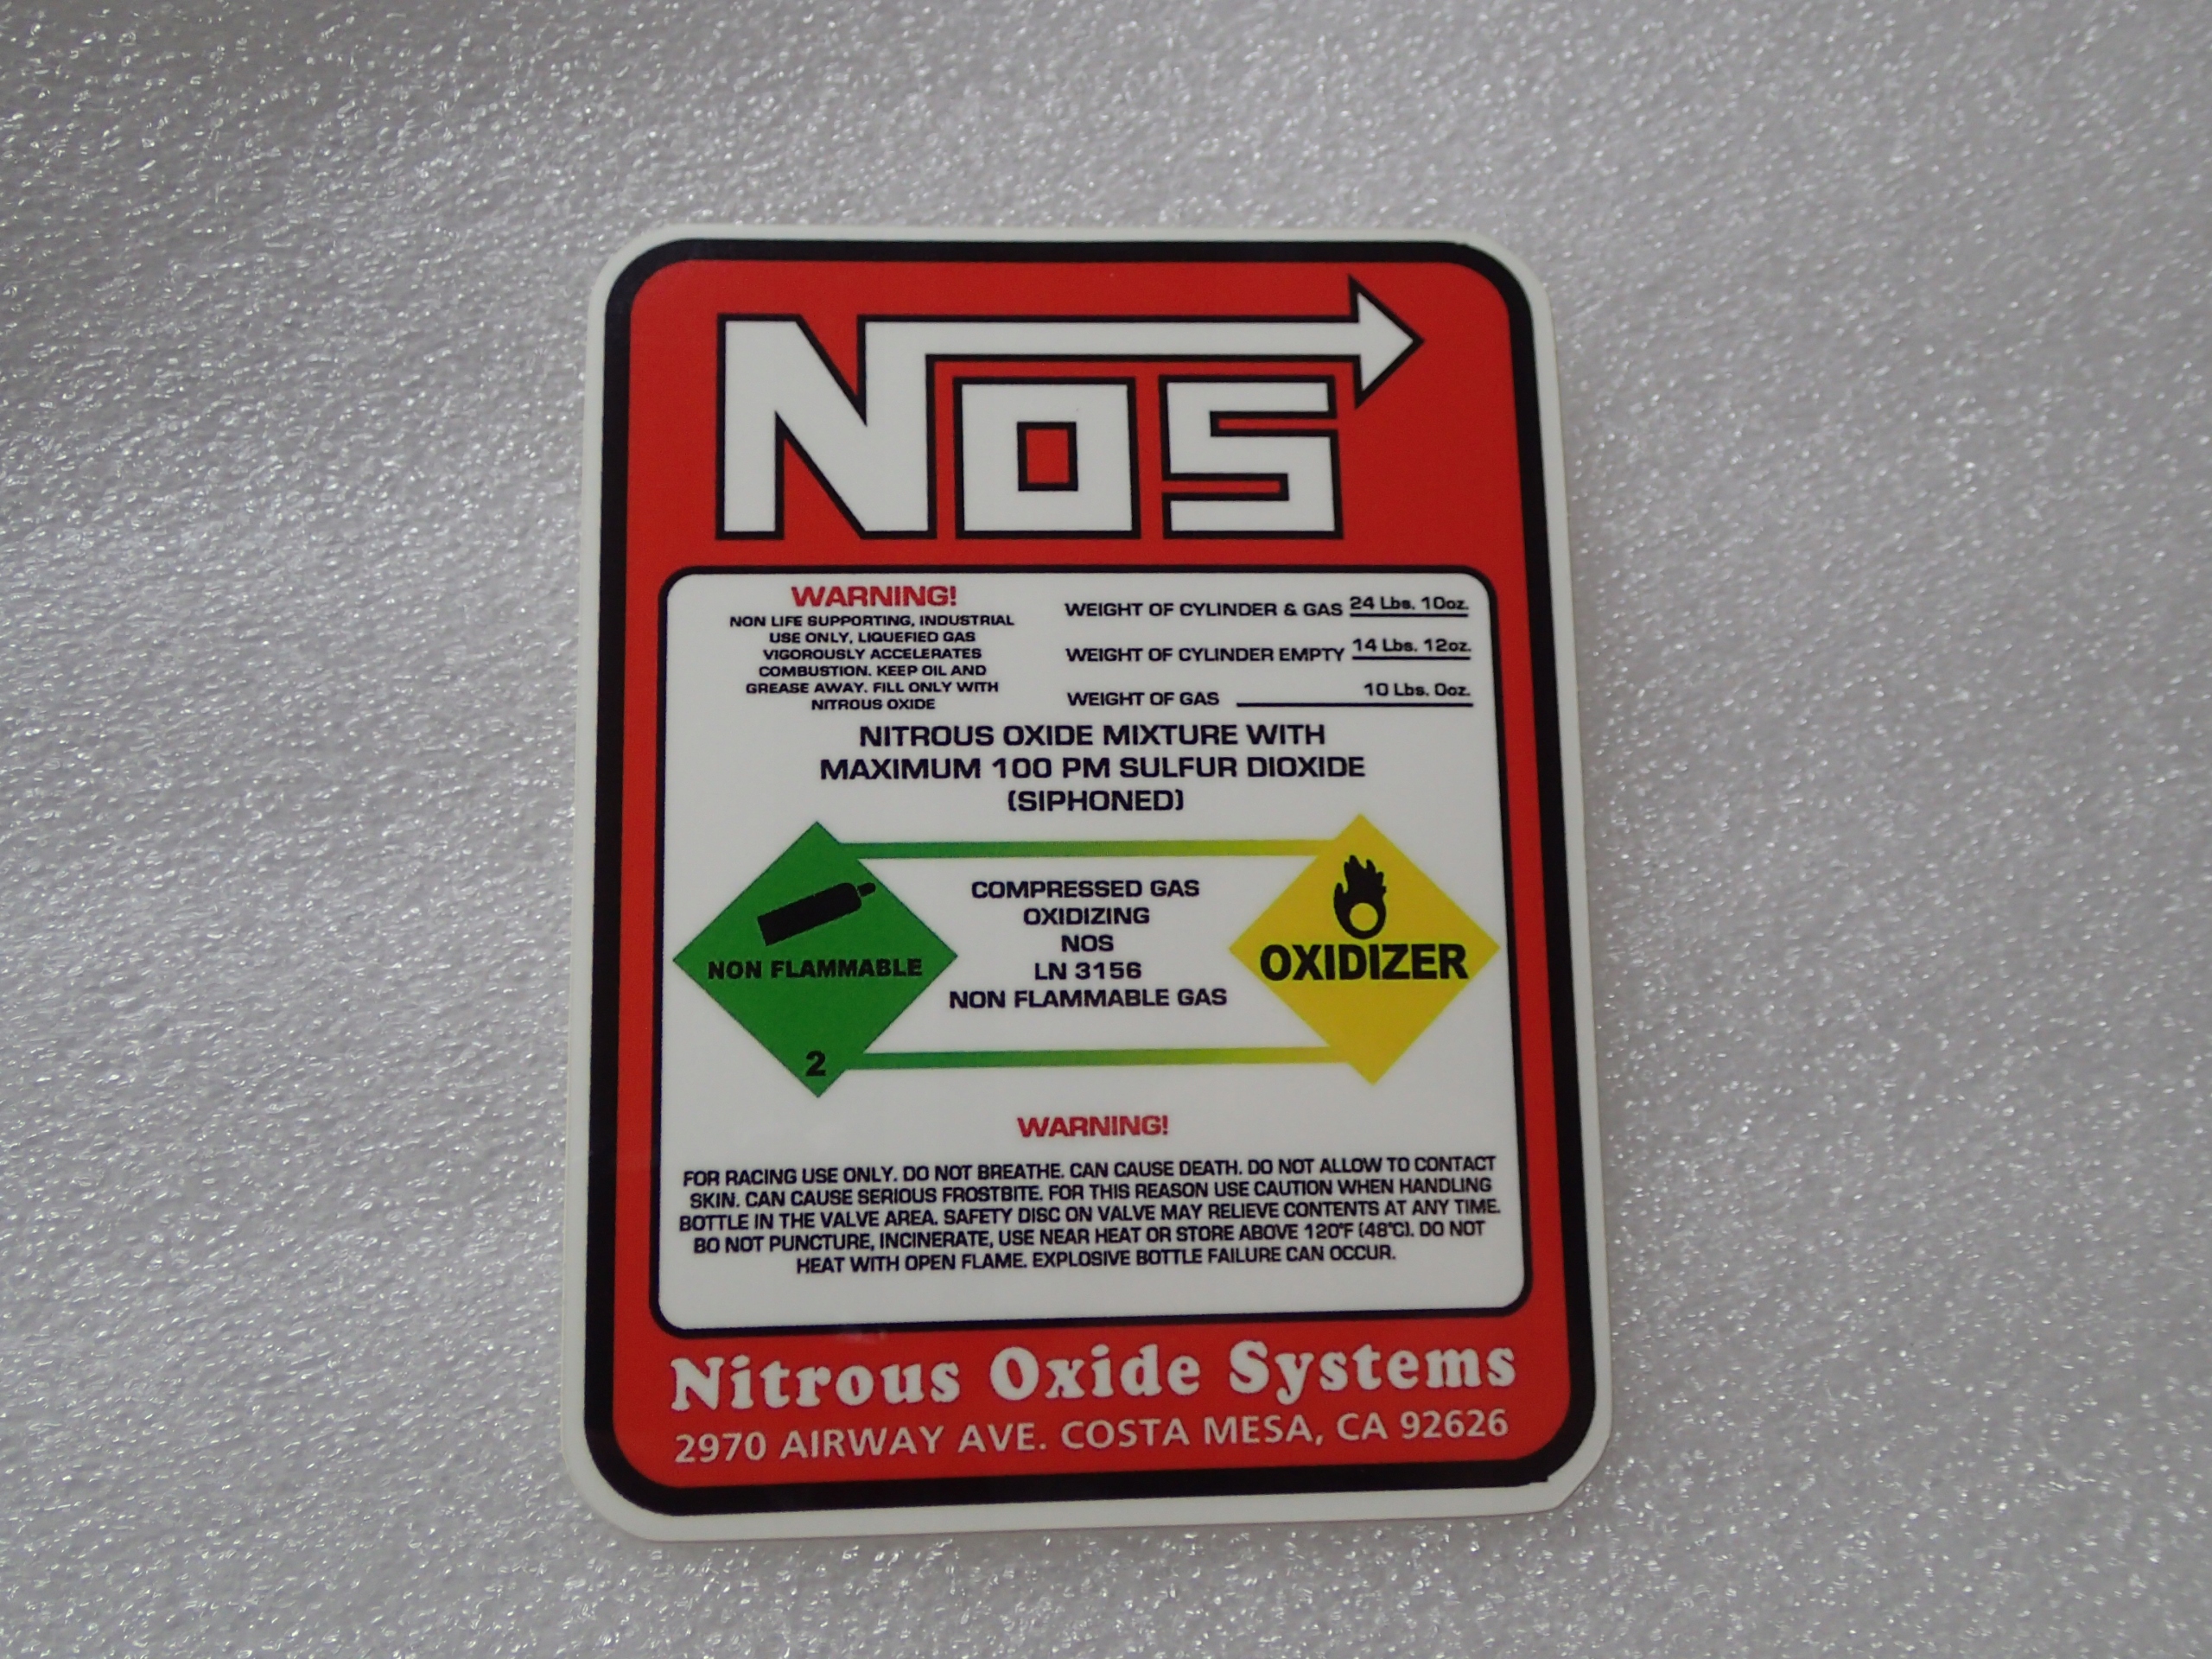 NOS
WARNING!
NON LIFE SUPPORTING, INDUSTRIAL
USE ONLY, LIQUEFIED GAS
VIGOROUSLY ACCELERATES
COMBUSTION. KEEP OIL AND
GREASE AWAY. FILL ONLY WITH
NITROUS OXIDE
WEIGHT OF CYLINDER & GAS 24 Lbs. 10oz.
WEIGHT OF CYLINDER EMPTY 14 Lbs. 12oz.
WEIGHT OF GAS 10 Lbs. 0oz.
NITROUS OXIDE MIXTURE WITH
MAXIMUM 100 PM SULFUR DIOXIDE
(SIPHONED)
NON FLAMMABLE
2
COMPRESSED GAS
OXIDIZING
NOS
LN 3156
NON FLAMMABLE GAS
OXIDIZER
WARNING!
FOR RACING USE ONLY. DO NOT BREATHE. CAN CAUSE DEATH. DO NOT ALLOW TO CONTACT
SKIN. CAN CAUSE SERIOUS FROSTBITE. FOR THIS REASON USE CAUTION WHEN HANDLING
BOTTLE IN THE VALVE AREA. SAFETY DISC ON VALVE MAY RELIEVE CONTENTS AT ANY TIME.
BO NOT PUNCTURE, INCINERATE, USE NEAR HEAT OR STORE ABOVE 120°F (48°C). DO NOT
HEAT WITH OPEN FLAME. EXPLOSIVE BOTTLE FAILURE CAN OCCUR.
Nitrous Oxide Systems
2970 AIRWAY AVE. COSTA MESA, CA 92626